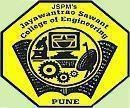 JSPM's
Jayawantrao Sawant
College of Engineering
PUNE